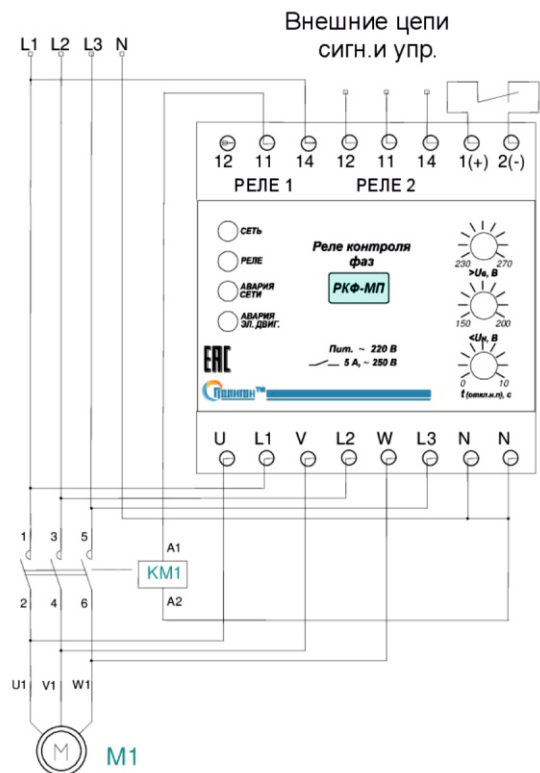 Внешние цепи
сигн.и упр.
L1 L2 L3 N
12 11 14 12 11 14 1(+) 2(-)
РЕЛЕ 1 РЕЛЕ 2
СЕТЬ
РЕЛЕ
АВАРИЯ
СЕТИ
АВАРИЯ
ЭЛ. ДВИГ.
Реле контроля
фаз
РКФ-МП
230 270
>Uв, В
150 200
<Uн, В
0 10
t (откл.и.п), с
Пит. ~ 220 В
5 А, ~ 250 В
ЕАС
Полигон™
U L1 V L2 W L3 N N
1 3 5
A1
KM1
A2
2 4 6
U1 V1 W1
M M1